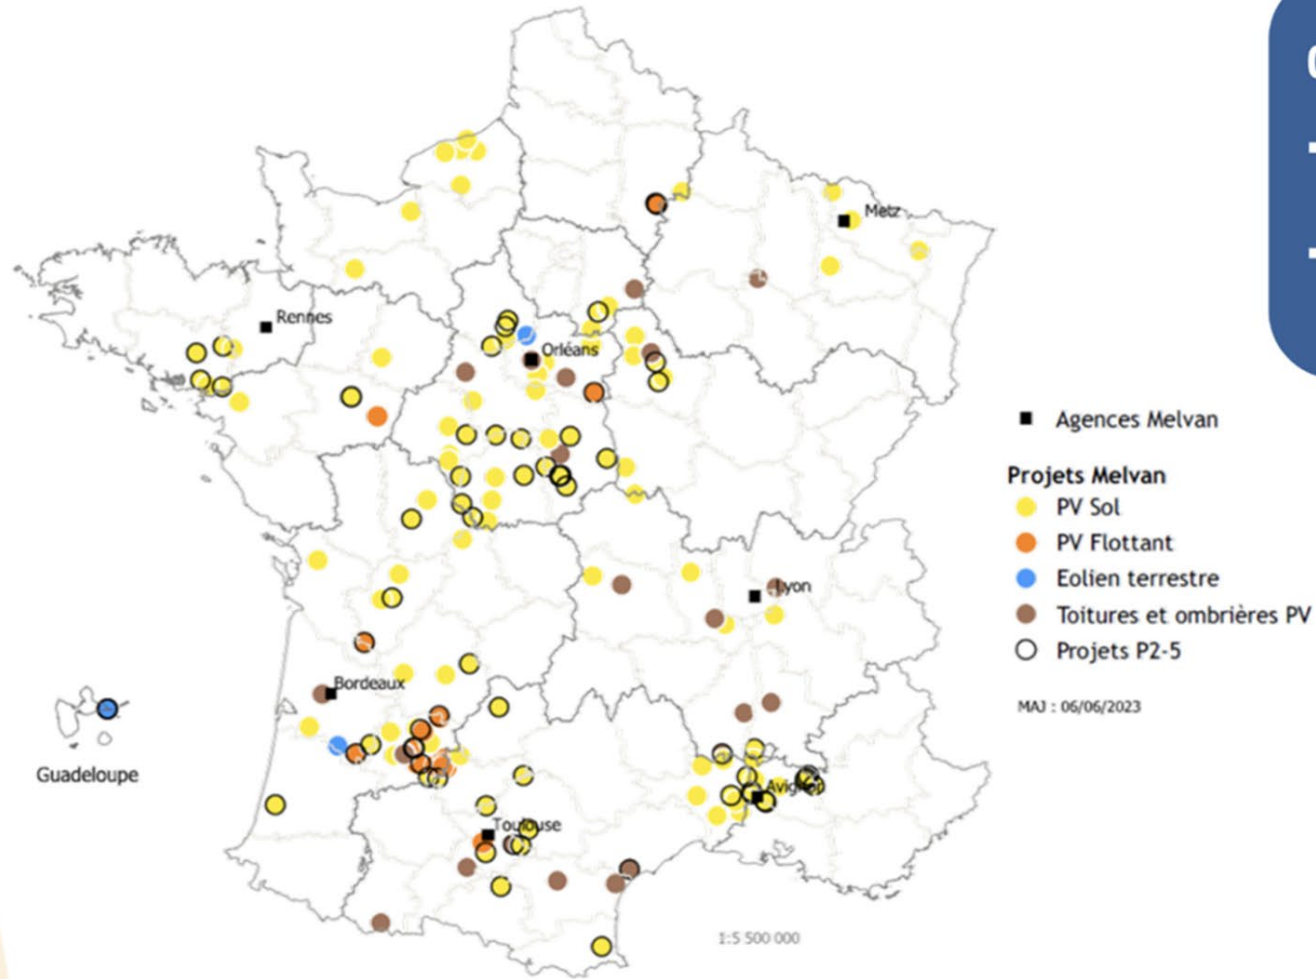 Metz
Rennes
Orléans
Lyon
Bordeaux
Guadeloupe
Avignon
Toulouse
1:5 500 000
Agences Melvan
Projets Melvan
PV Sol
PV Flottant
Eolien terrestre
Toitures et ombrières PV
Projets P2-5
MAJ : 06/06/2023